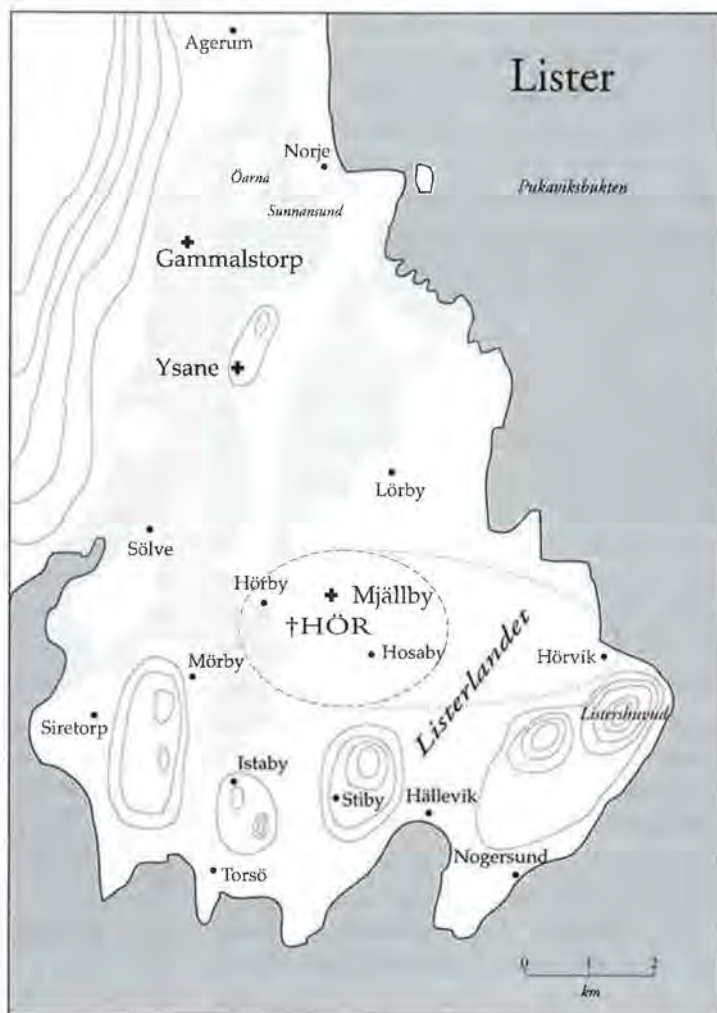 Agerum
Lister
Norje
Öarna
Pukaviksbukten
Sunnansund
Gammalstorp
Ysane
Lörby
Sölve
Hörby
Mjällby
†HÖR
Hosaby
Listerlandet
Hörvik
Mörby
Siretorp
Listershuvud
Istaby
Stiby
Hällevik
Nogersund
Torsö
0 1 2
km